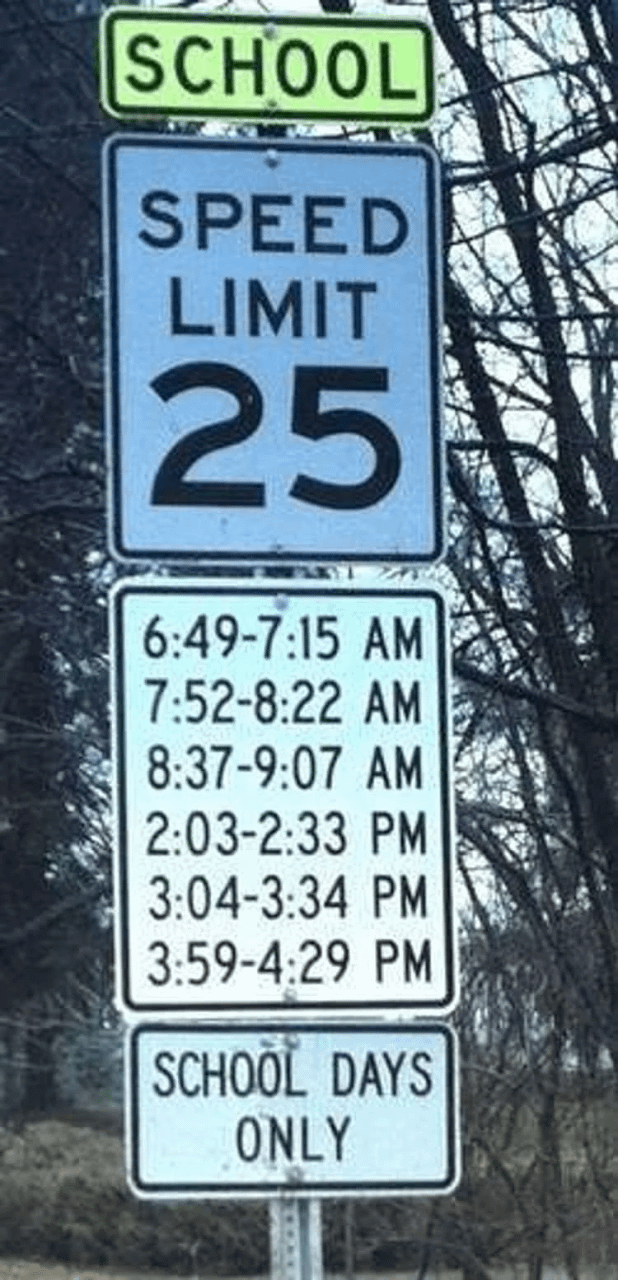 SCHOOL
SPEED
LIMIT
25
6:49-7:15 AM
7:52-8:22 AM
8:37-9:07 AM
2:03-2:33 PM
3:04-3:34 PM
3:59-4:29 PM
SCHOOL DAYS
ONLY